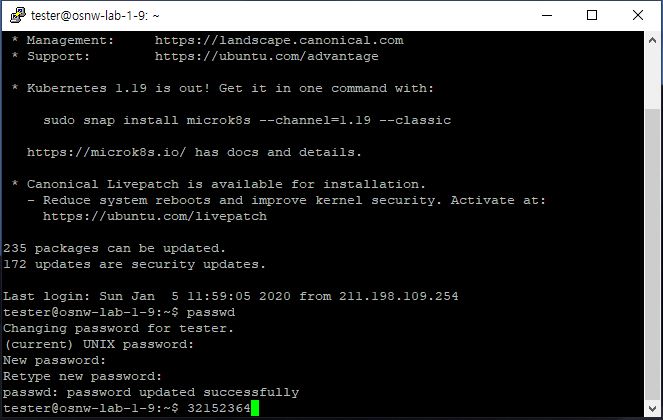 tester@osnw-lab-1-9: ~
* Management:     https://landscape.canonical.com
* Support:        https://ubuntu.com/advantage
* Kubernetes 1.19 is out! Get it in one command with:
sudo snap install microk8s --channel=1.19 --classic
https://microk8s.io/ has docs and details.
* Canonical Livepatch is available for installation.
- Reduce system reboots and improve kernel security. Activate at:
https://ubuntu.com/livepatch
235 packages can be updated.
172 updates are security updates.
Last login: Sun Jan  5 11:59:05 2020 from 211.198.109.254
tester@osnw-lab-1-9:~$ passwd
Changing password for tester.
(current) UNIX password:
New password:
Retype new password:
passwd: password updated successfully
tester@osnw-lab-1-9:~$ 32152364